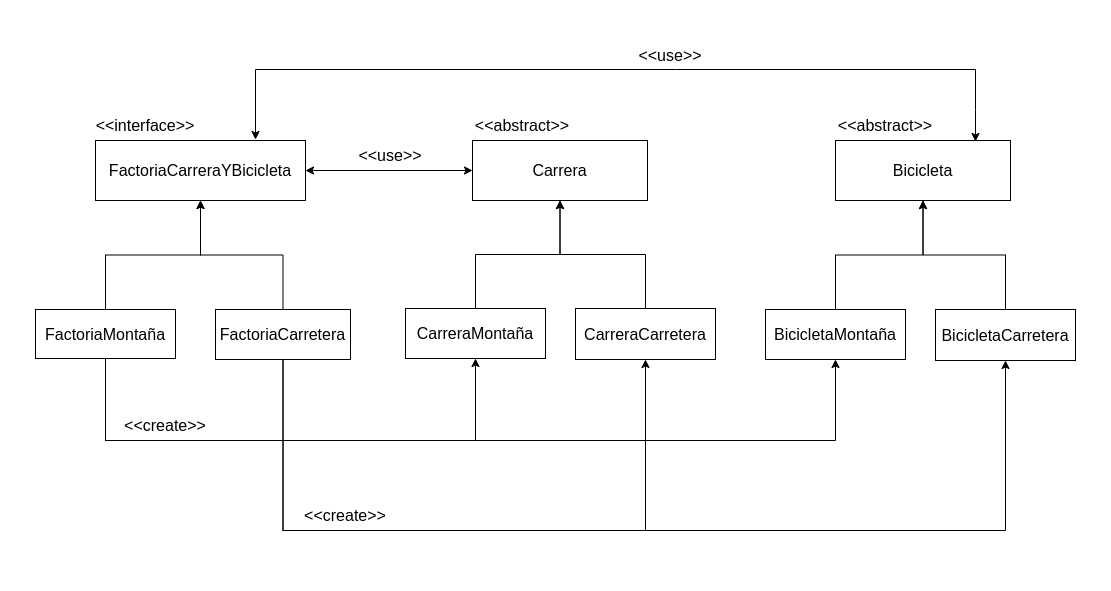 <<use>>
<<interface>>
<<abstract>>
<<abstract>>
FactoriaCarreraYBicicleta
<<use>>
Carrera
Bicicleta
FactoriaMontaña
FactoriaCarretera
CarreraMontaña
CarreraCarretera
BicicletaMontaña
BicicletaCarretera
<<create>>
<<create>>